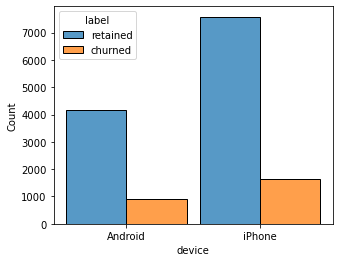 label
retained
churned
7000
6000
5000
4000
3000
2000
1000
0
Count
Android
iPhone
device